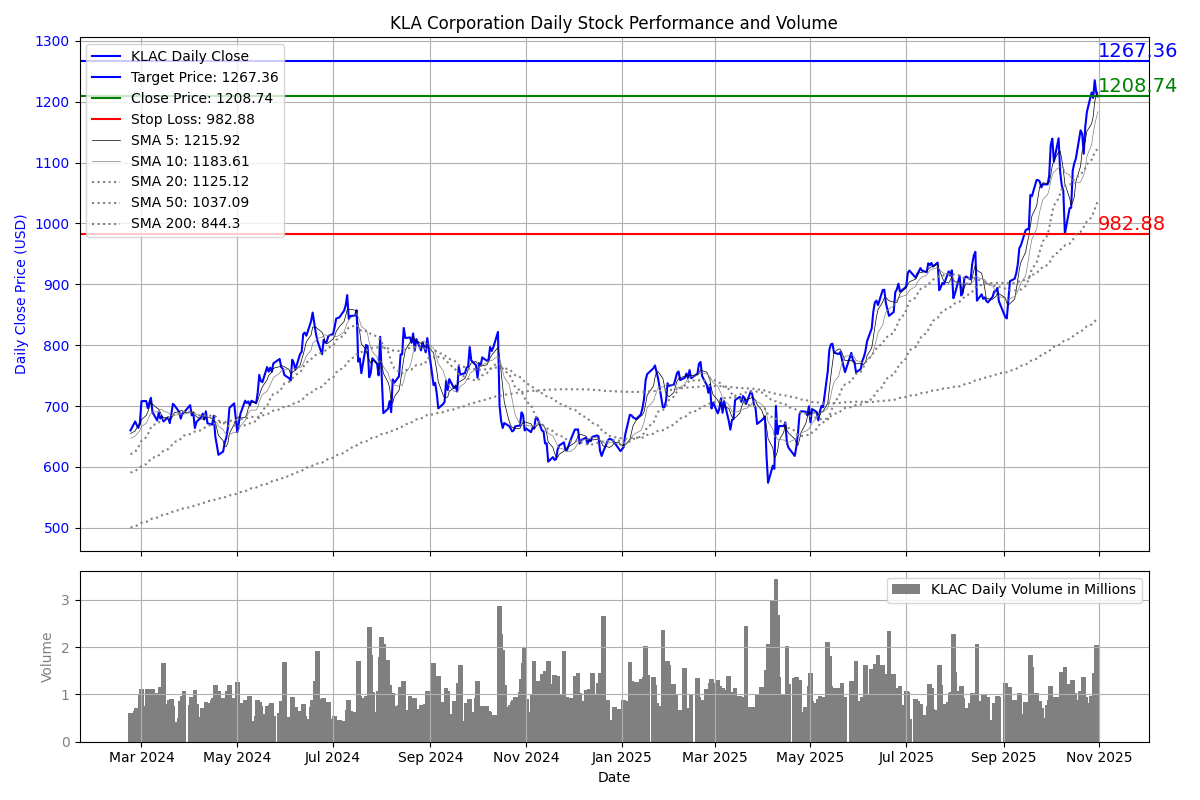 KLA Corporation Daily Stock Performance and Volume
1300
1200
1100
1000
900
800
700
600
500
Daily Close Price (USD)
KLAC Daily Close
Target Price: 1267.36
Close Price: 1208.74
Stop Loss: 982.88
SMA 5: 1215.92
SMA 10: 1183.61
SMA 20: 1125.12
SMA 50: 1037.09
SMA 200: 844.3
1267.36
1208.74
982.88
3
2
1
0
Volume
KLAC Daily Volume in Millions
Mar 2024
May 2024
Jul 2024
Sep 2024
Nov 2024
Jan 2025
Mar 2025
May 2025
Jul 2025
Sep 2025
Nov 2025
Date